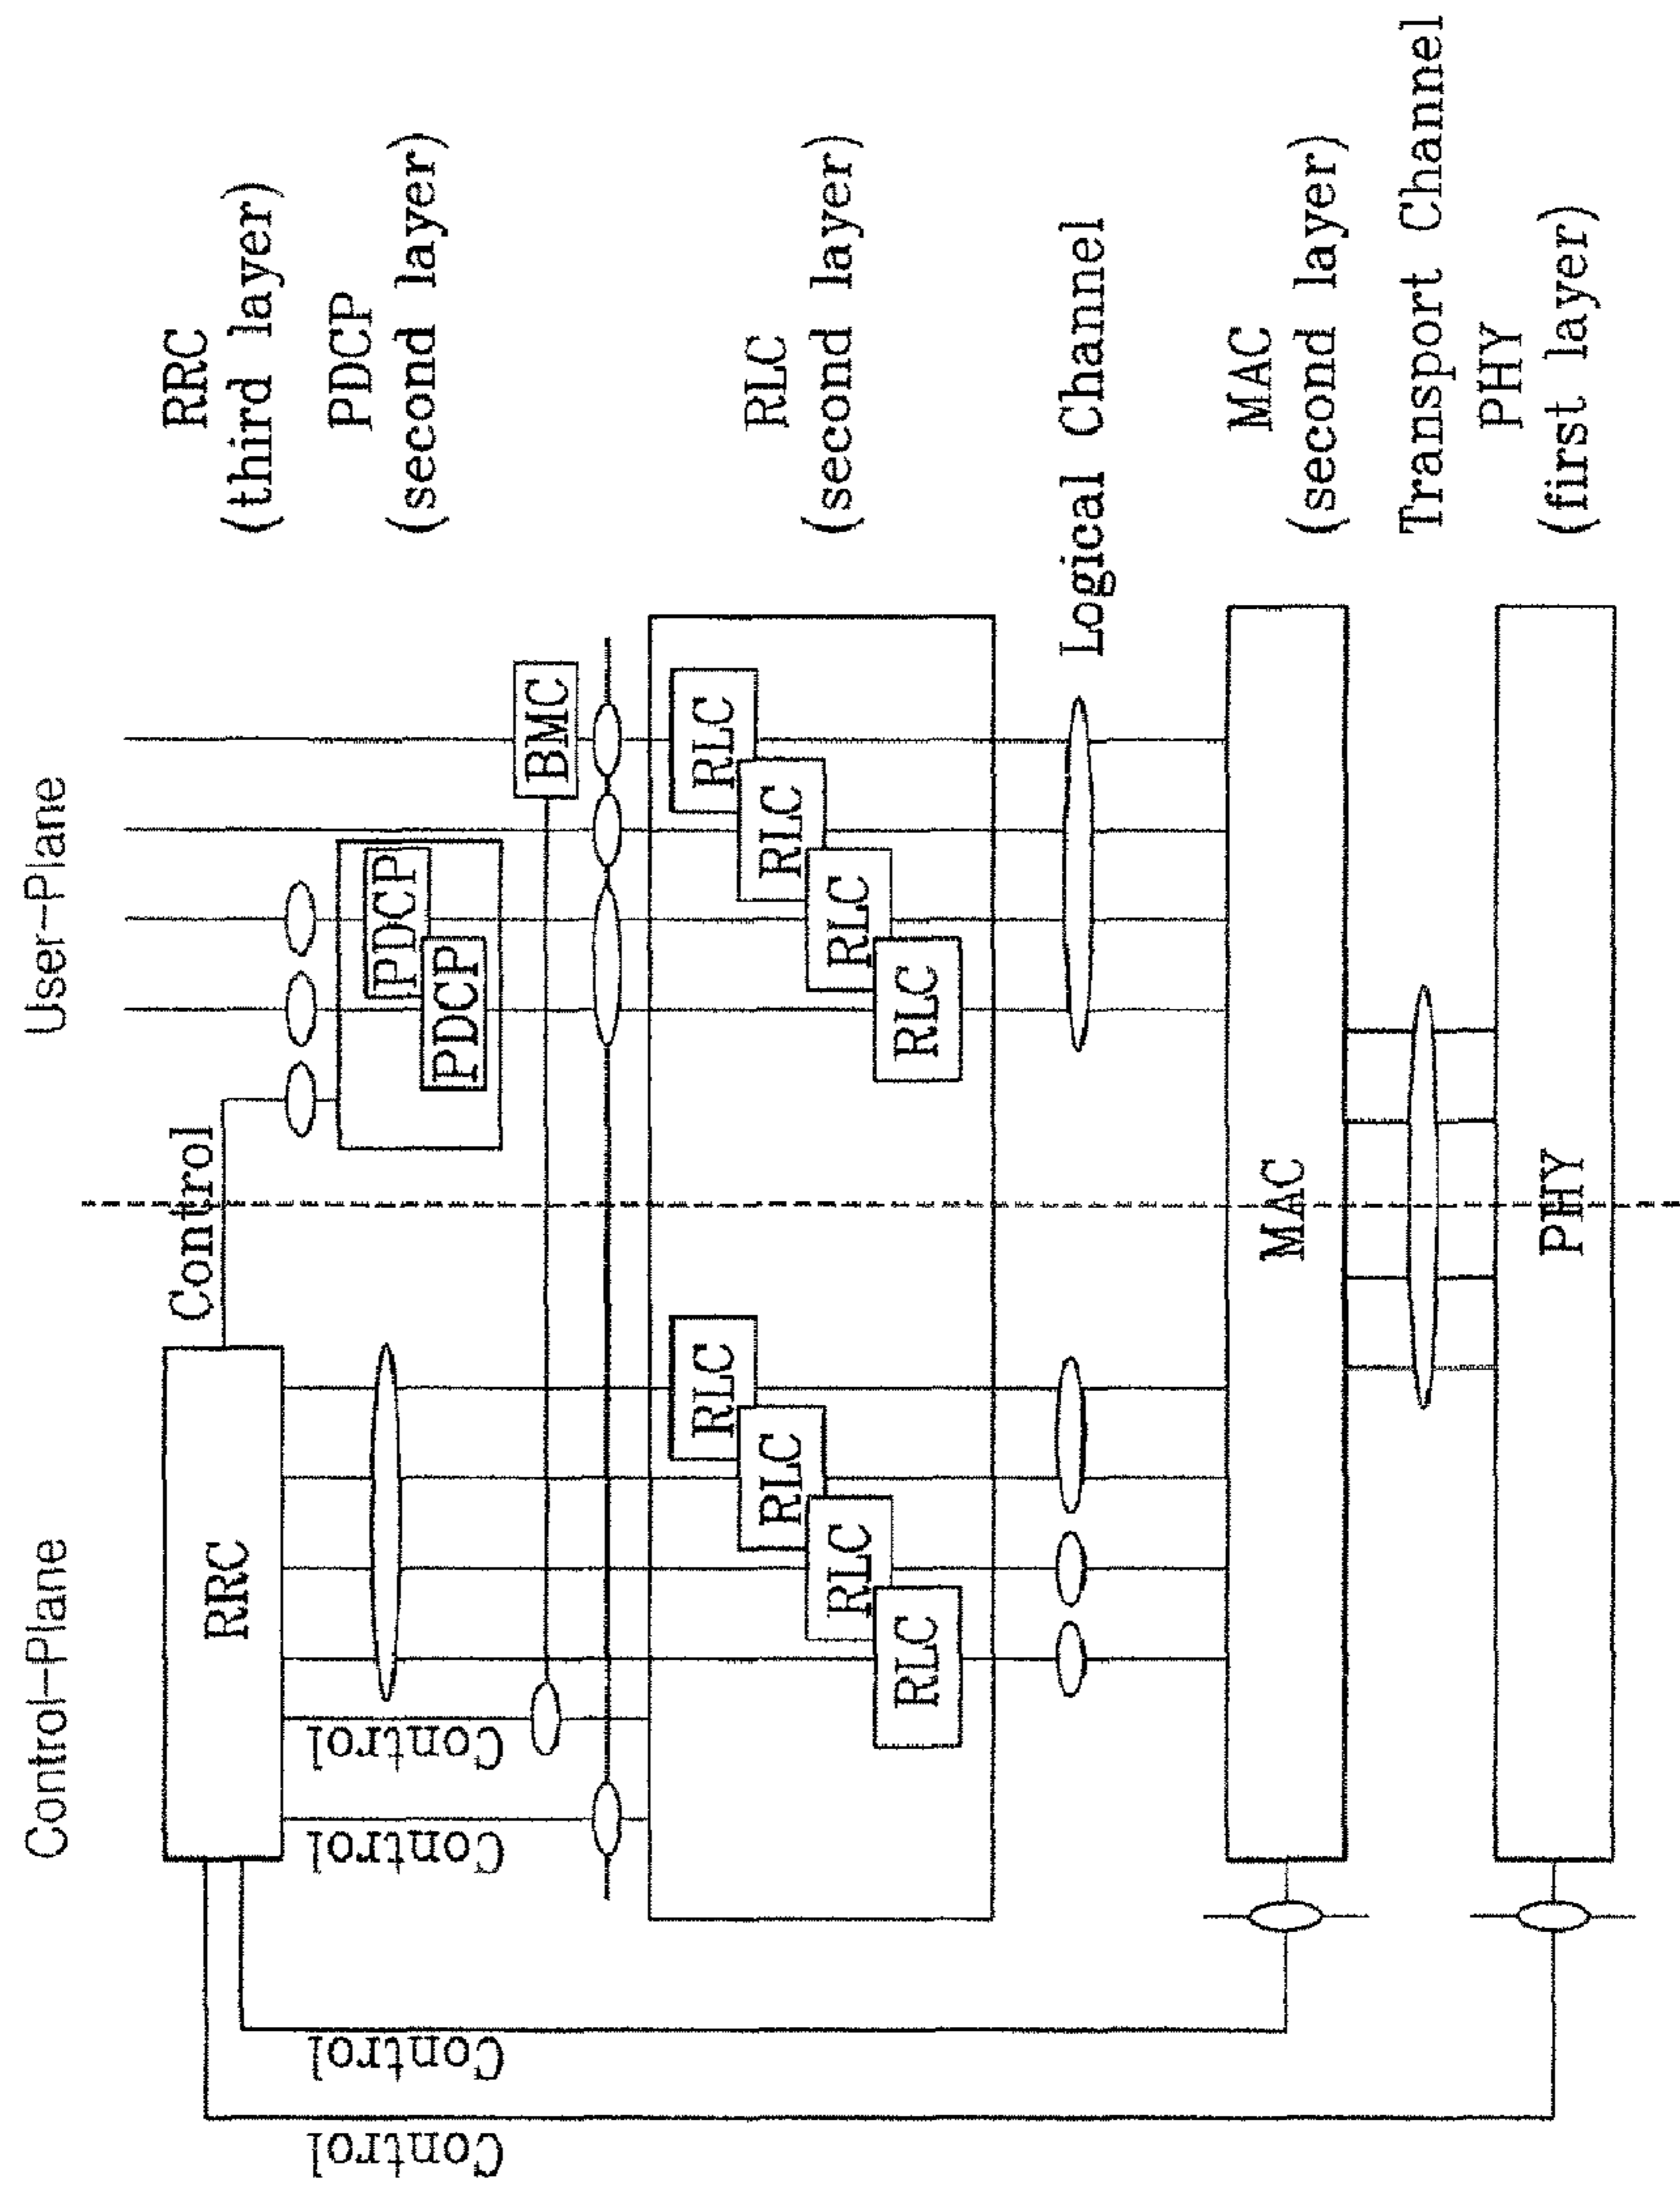 Control-Plane
User-Plane
RRC
Control
RRC
(third layer)
PDCP
PDCP
PDCP
(second layer)
Control
Control
Control
Control
BMC
RLC
RLC
RLC
RLC
RLC
RLC
RLC
RLC
RLC
(second layer)
Logical Channel
MAC
MAC
(second layer)
Transport Channel
PHY
PHY
(first layer)